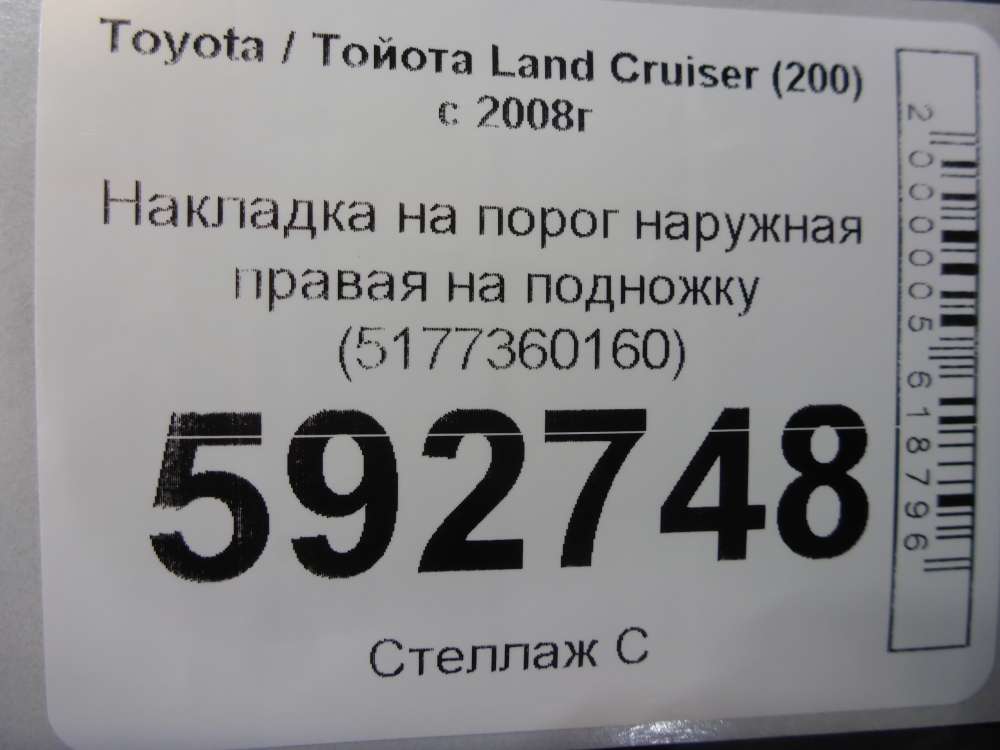 Toyota / Тойота Land Cruiser (200)
с 2008г
Накладка на порог наружная
правая на подножку
(5177360160)
592748
Стеллаж С
2000005618796